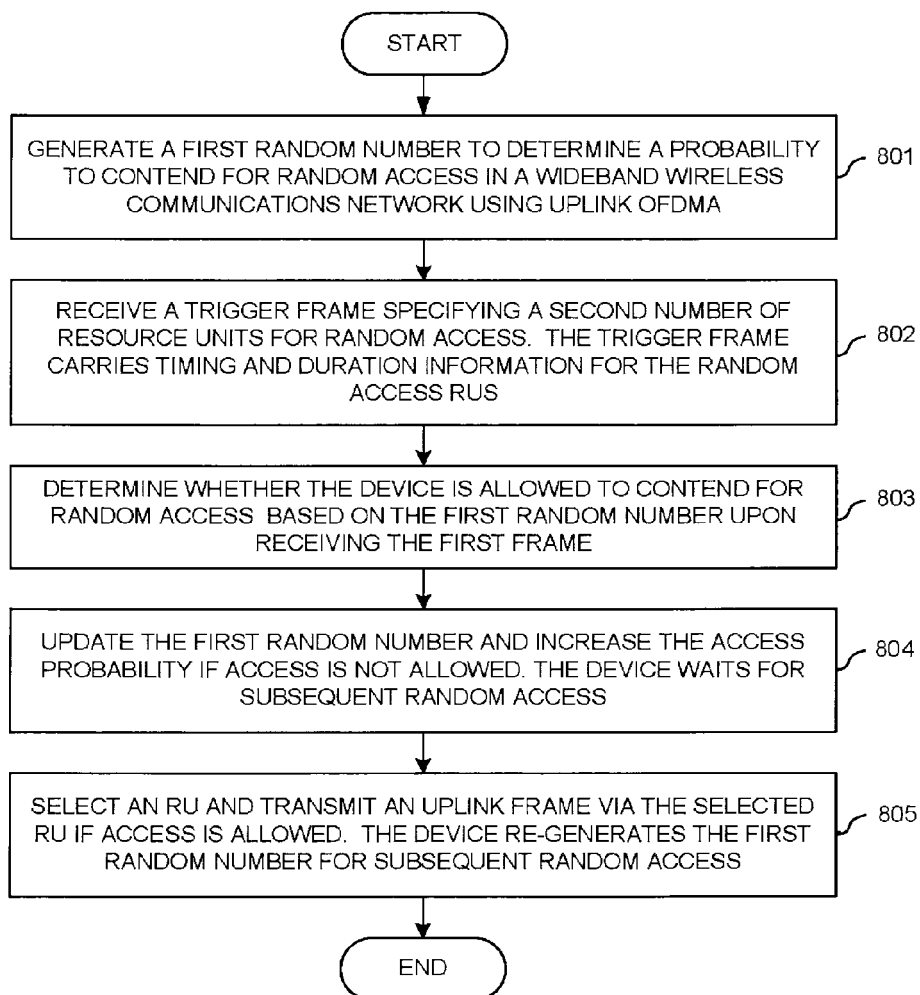 START
GENERATE A FIRST RANDOM NUMBER TO DETERMINE A PROBABILITY
TO CONTEND FOR RANDOM ACCESS IN A WIDEBAND WIRELESS
COMMUNICATIONS NETWORK USING UPLINK OFDMA
801
RECEIVE A TRIGGER FRAME SPECIFYING A SECOND NUMBER OF
RESOURCE UNITS FOR RANDOM ACCESS. THE TRIGGER FRAME
CARRIES TIMING AND DURATION INFORMATION FOR THE RANDOM
ACCESS RUS
802
DETERMINE WHETHER THE DEVICE IS ALLOWED TO CONTEND FOR
RANDOM ACCESS BASED ON THE FIRST RANDOM NUMBER UPON
RECEIVING THE FIRST FRAME
803
UPDATE THE FIRST RANDOM NUMBER AND INCREASE THE ACCESS
PROBABILITY IF ACCESS IS NOT ALLOWED. THE DEVICE WAITS FOR
SUBSEQUENT RANDOM ACCESS
804
SELECT AN RU AND TRANSMIT AN UPLINK FRAME VIA THE SELECTED
RU IF ACCESS IS ALLOWED. THE DEVICE RE-GENERATES THE FIRST
RANDOM NUMBER FOR SUBSEQUENT RANDOM ACCESS
805
END